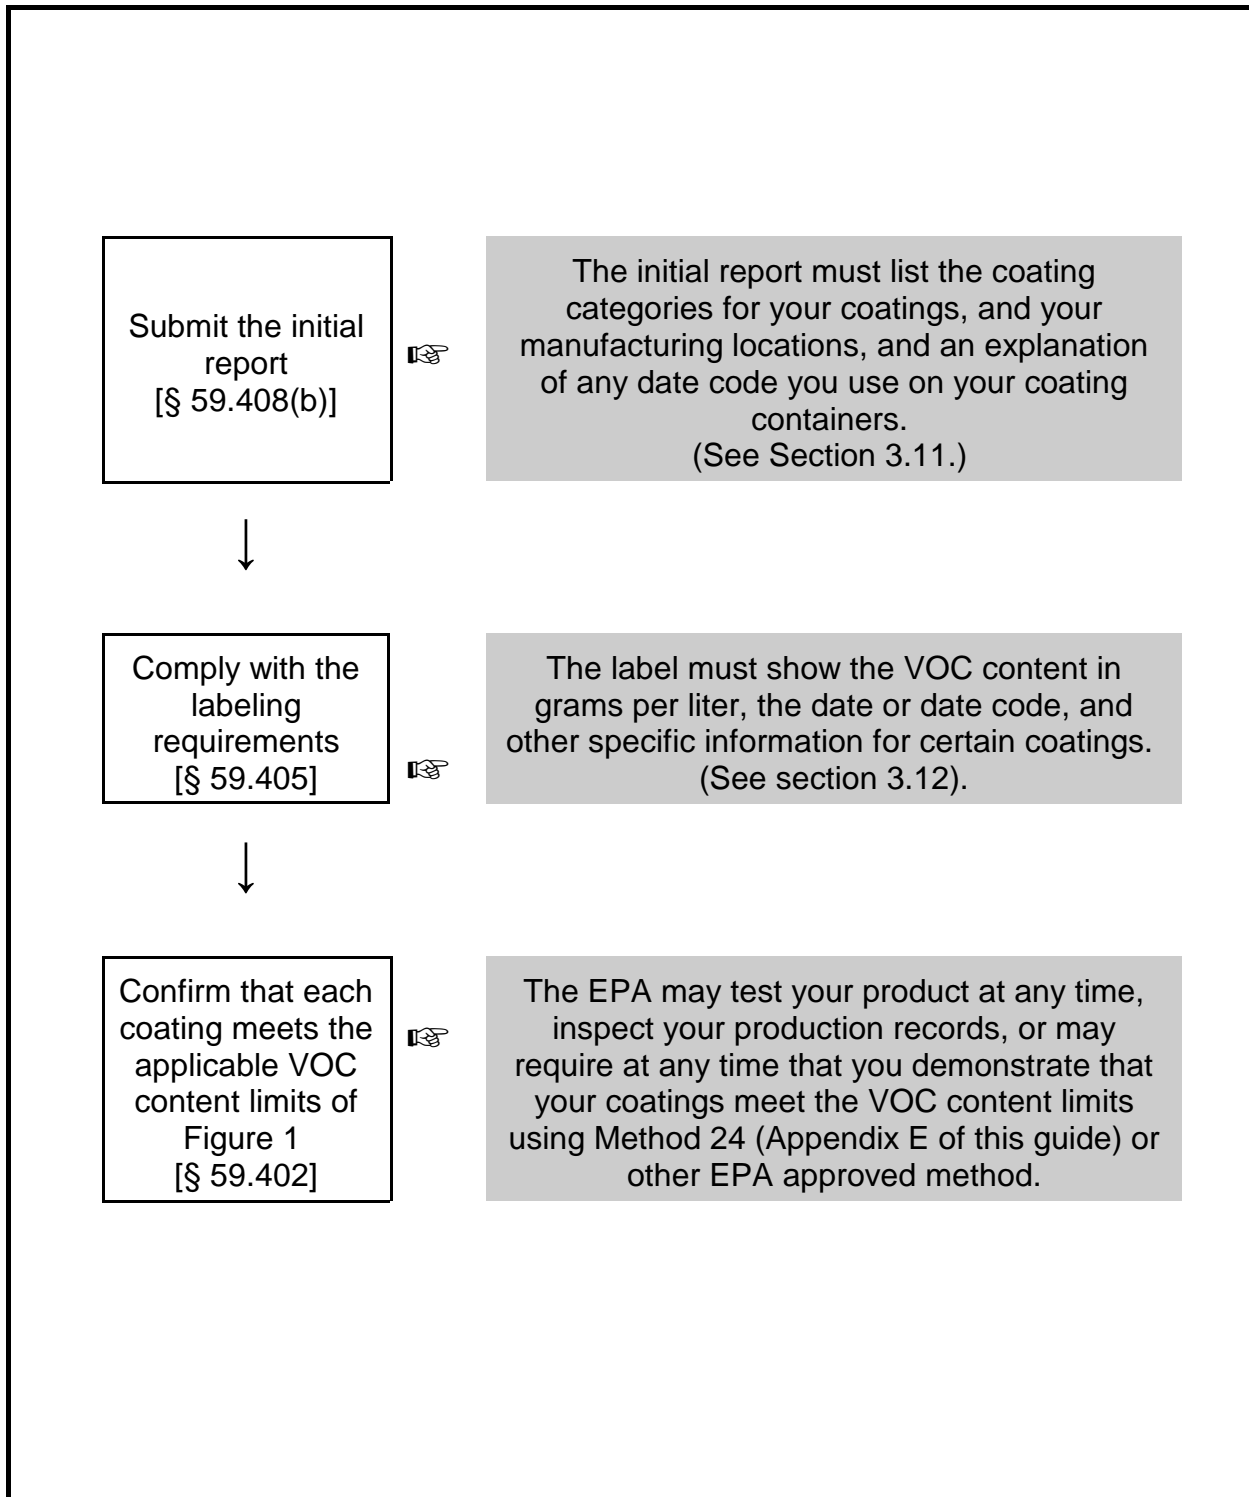 Submit the initial
report
[§ 59.408(b)]
☞
The initial report must list the coating
categories for your coatings, and your
manufacturing locations, and an explanation
of any date code you use on your coating
containers.
(See Section 3.11.)
↓
Comply with the
labeling
requirements
[§ 59.405]
☞
The label must show the VOC content in
grams per liter, the date or date code, and
other specific information for certain coatings.
(See section 3.12).
↓
Confirm that each
coating meets the
applicable VOC
content limits of
Figure 1
[§ 59.402]
☞
The EPA may test your product at any time,
inspect your production records, or may
require at any time that you demonstrate that
your coatings meet the VOC content limits
using Method 24 (Appendix E of this guide) or
other EPA approved method.